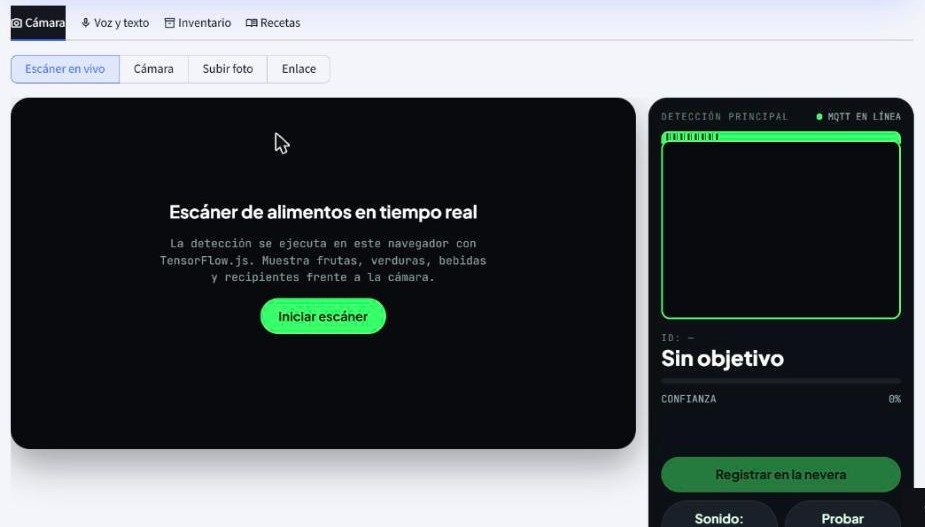 Cámara Voz y texto Inventario Recetas
Escáner en vivo Cámara Subir foto Enlace
Escáner de alimentos en tiempo real
La detección se ejecuta en este navegador con
TensorFlow.js. Muestra frutas, verduras, bebidas
y recipientes frente a la cámara.
Iniciar escáner
DETECCIÓN PRINCIPAL MQTT EN LÍNEA
ID: —
Sin objetivo
CONFIANZA 0%
Registrar en la nevera
Sonido: Probar